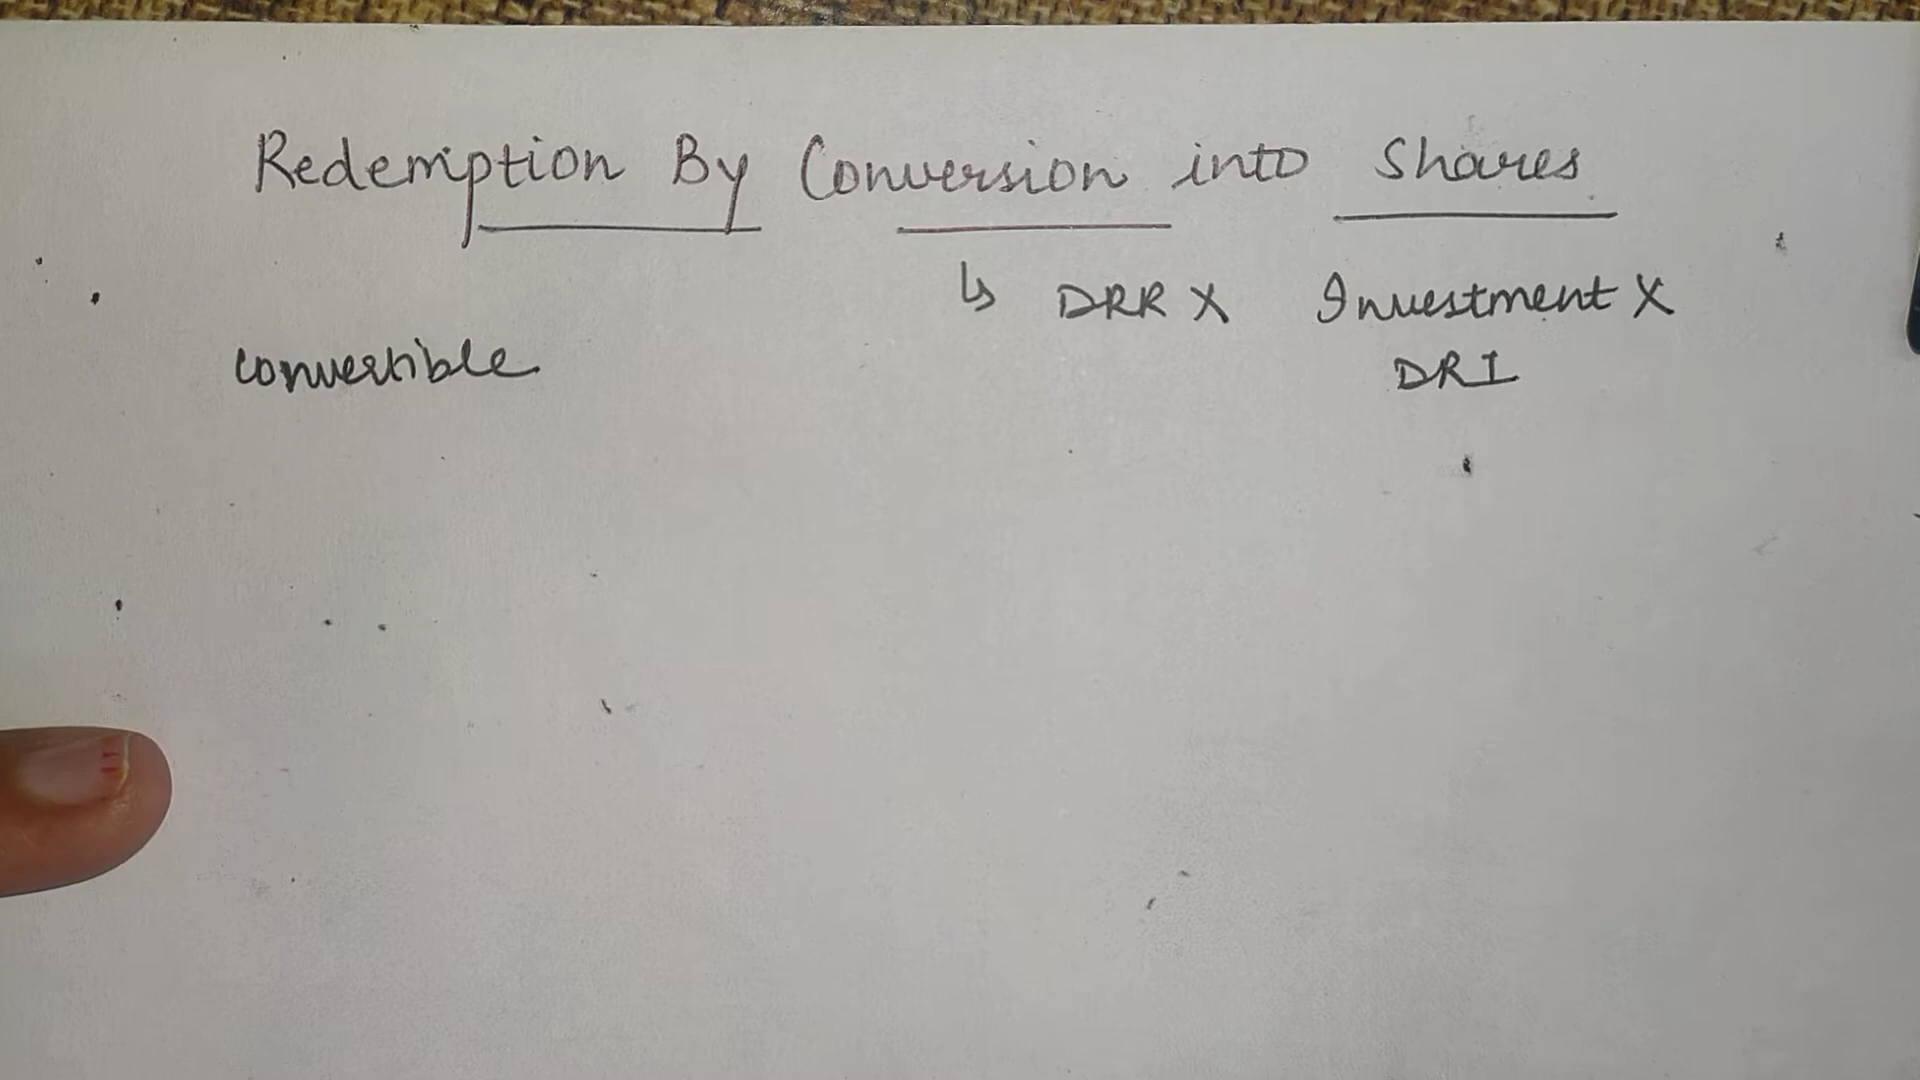 Redemption By Conversion into Shares
↳ DRR X Investment X
convertible DRI